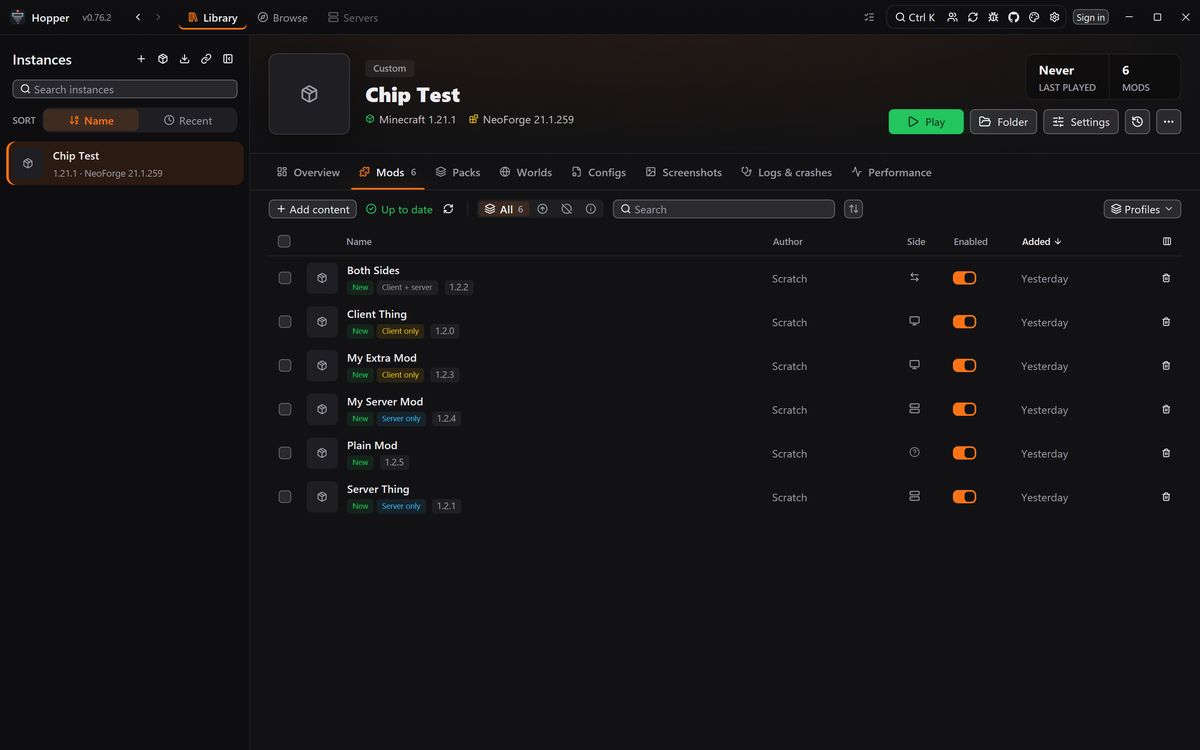 Hopper v0.76.2 Library Browse Servers Ctrl K Sign in
Instances
Search instances
SORT Name Recent
Chip Test
1.21.1 · NeoForge 21.1.259
Custom
Chip Test
Minecraft 1.21.1 NeoForge 21.1.259
Never 6
LAST PLAYED MODS
Play Folder Settings
Overview Mods 6 Packs Worlds Configs Screenshots Logs & crashes Performance
Add content Up to date All 6 Search Profiles
Name Author Side Enabled Added
Both Sides
New Client + server 1.2.2
Scratch Yesterday
Client Thing
New Client only 1.2.0
Scratch Yesterday
My Extra Mod
New Client only 1.2.3
Scratch Yesterday
My Server Mod
New Server only 1.2.4
Scratch Yesterday
Plain Mod
New 1.2.5
Scratch Yesterday
Server Thing
New Server only 1.2.1
Scratch Yesterday